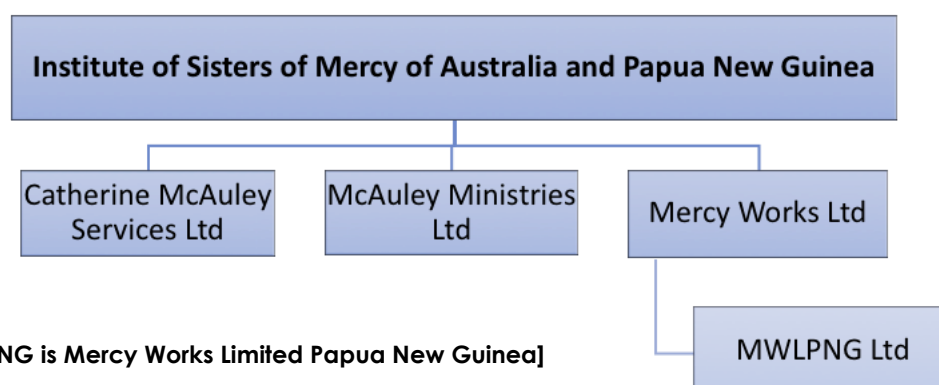 Institute of Sisters of Mercy of Australia and Papua New Guinea
Catherine McAuley
Services Ltd
McAuley Ministries
Ltd
Mercy Works Ltd
MWLPNG Ltd
is Mercy Works Limited Papua New Guinea]